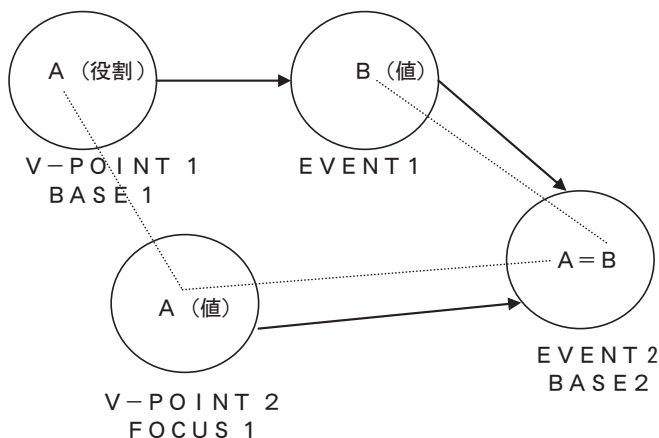 A（役割）
B（値）
V－POINT 1
BASE 1
EVENT1
A＝B
A（値）
EVENT2
BASE2
V－POINT 2
FOCUS 1